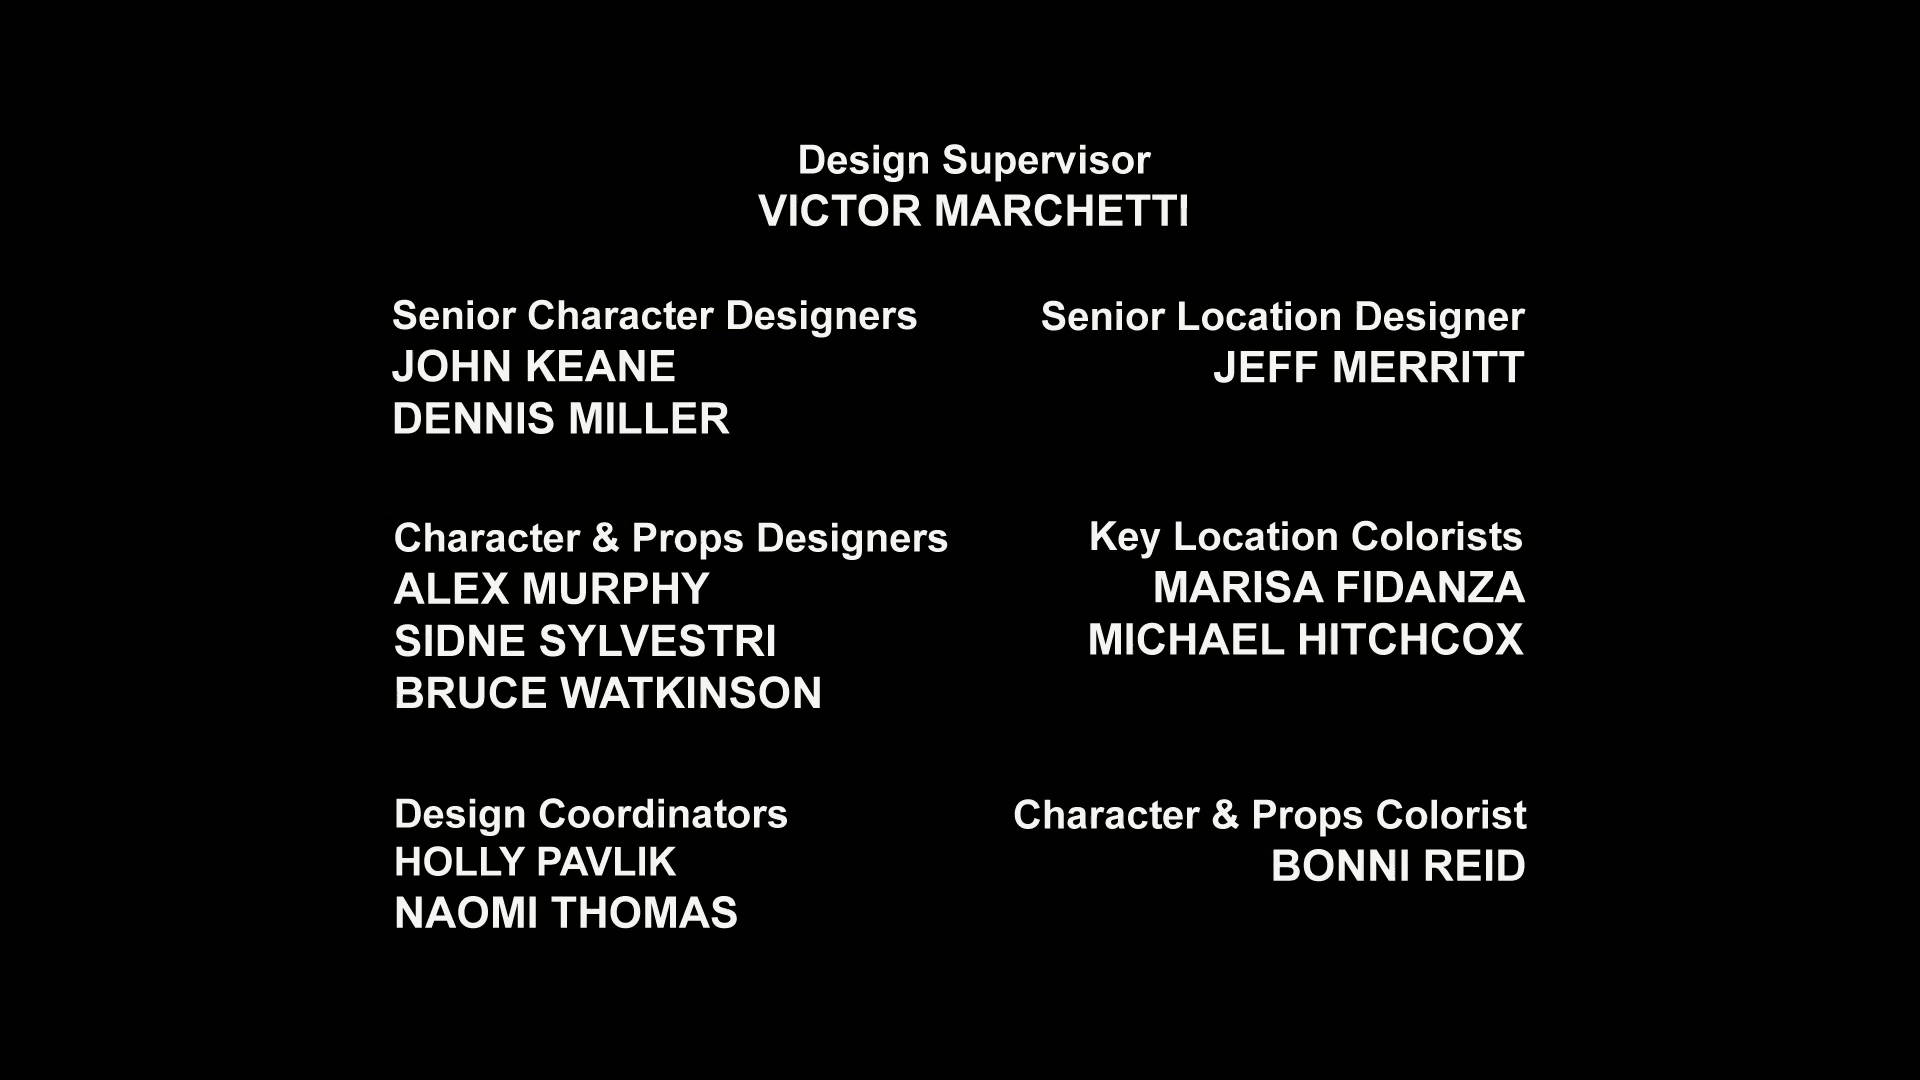 Design Supervisor
VICTOR MARCHETTI
Senior Character Designers
JOHN KEANE
DENNIS MILLER
Senior Location Designer
JEFF MERRITT
Character & Props Designers
ALEX MURPHY
SIDNE SYLVESTRI
BRUCE WATKINSON
Key Location Colorists
MARISA FIDANZA
MICHAEL HITCHCOX
Design Coordinators
HOLLY PAVLIK
NAOMI THOMAS
Character & Props Colorist
BONNI REID